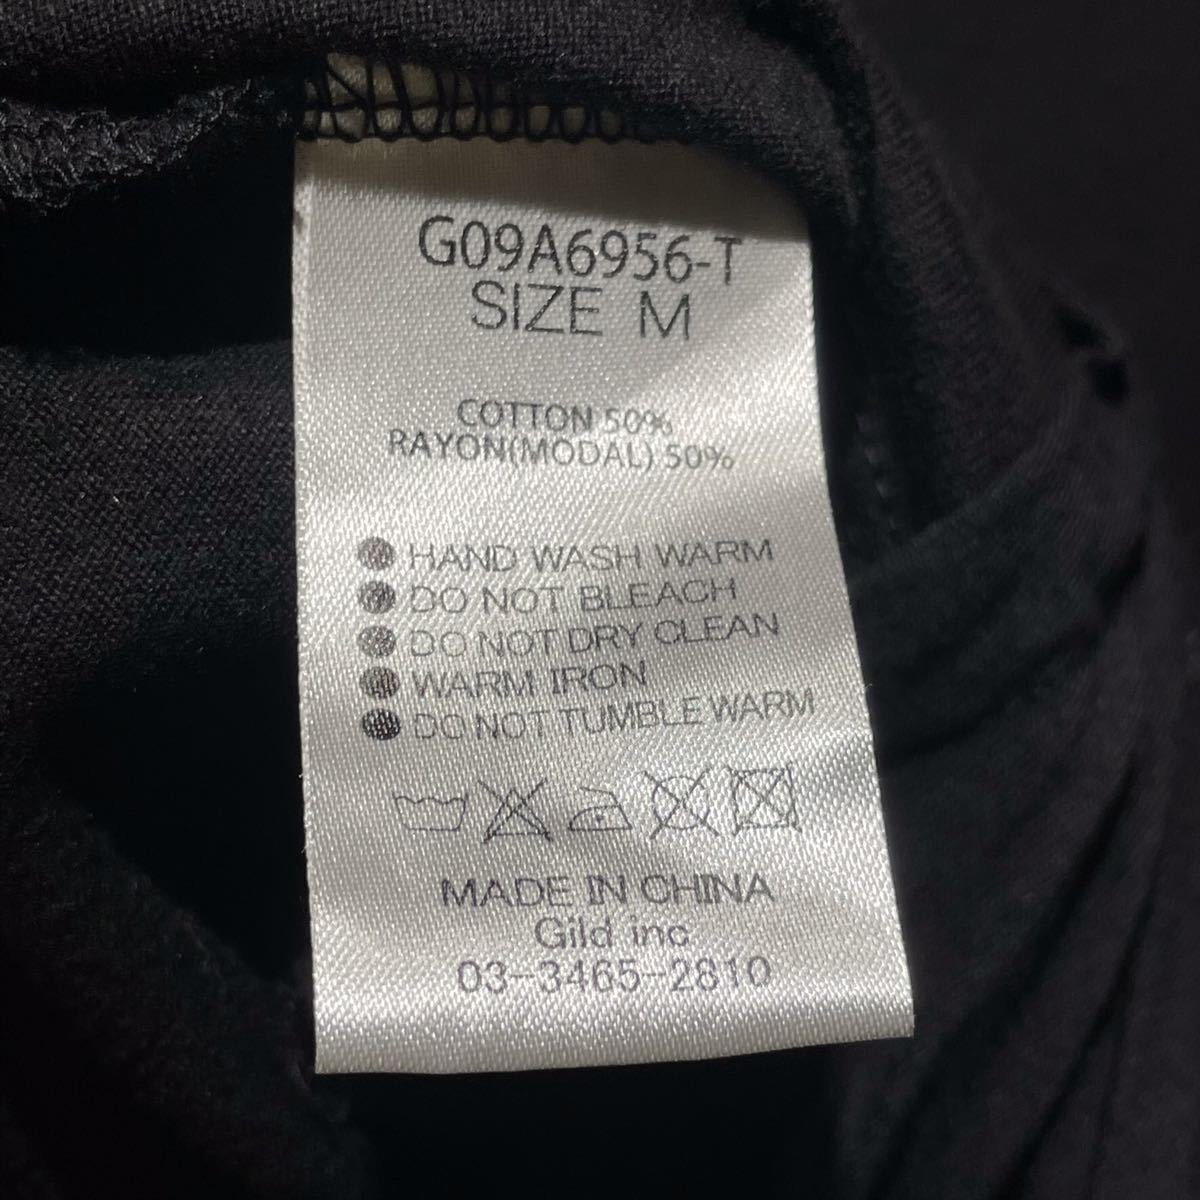 G09A6956-T
SIZE M
COTTON 50%
RAYON(MODAL) 50%
HAND WASH WARM
DO NOT BLEACH
DO NOT DRY CLEAN
WARM IRON
DO NOT TUMBLE WARM
MADE IN CHINA
Gild inc
03-3465-2810